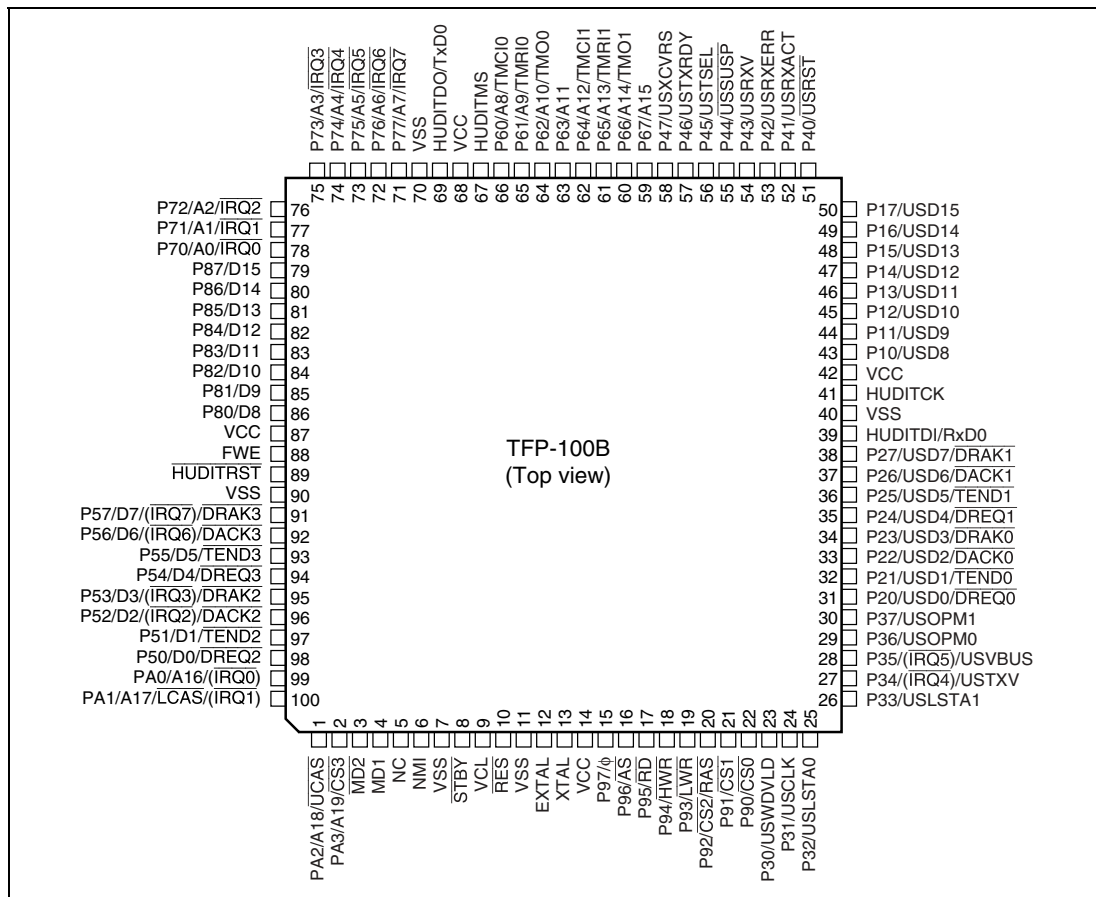 P73/A3/IRQ3
P74/A4/IRQ4
P75/A5/IRQ5
P76/A6/IRQ6
P77/A7/IRQ7
VSS
HUDITDO/TxD0
VCC
HUDITMS
P60/A8/TMCI0
P61/A9/TMRI0
P62/A10/TMO0
P63/A11
P64/A12/TMCI1
P65/A13/TMRI1
P66/A14/TMO1
P67/A15
P47/USXCVRS
P46/USTXRDY
P45/USTSEL
P44/USSUSP
P43/USRXV
P42/USRXERR
P41/USRXACT
P40/USRST
75 74 73 72 71 70 69 68 67 66 65 64 63 62 61 60 59 58 57 56 55 54 53 52 51
P72/A2/IRQ2 76
P71/A1/IRQ1 77
P70/A0/IRQ0 78
P87/D15 79
P86/D14 80
P85/D13 81
P84/D12 82
P83/D11 83
P82/D10 84
P81/D9 85
P80/D8 86
VCC 87
FWE 88
HUDITRST 89
VSS 90
P57/D7/(IRQ7)/DRAK3 91
P56/D6/(IRQ6)/DACK3 92
P55/D5/TEND3 93
P54/D4/DREQ3 94
P53/D3/(IRQ3)/DRAK2 95
P52/D2/(IRQ2)/DACK2 96
P51/D1/TEND2 97
P50/D0/DREQ2 98
PA0/A16/(IRQ0) 99
PA1/A17/LCAS/(IRQ1) 100
TFP-100B
(Top view)
50 P17/USD15
49 P16/USD14
48 P15/USD13
47 P14/USD12
46 P13/USD11
45 P12/USD10
44 P11/USD9
43 P10/USD8
42 VCC
41 HUDITCK
40 VSS
39 HUDITDI/RxD0
38 P27/USD7/DRAK1
37 P26/USD6/DACK1
36 P25/USD5/TEND1
35 P24/USD4/DREQ1
34 P23/USD3/DRAK0
33 P22/USD2/DACK0
32 P21/USD1/TEND0
31 P20/USD0/DREQ0
30 P37/USOPM1
29 P36/USOPM0
28 P35/(IRQ5)/USVBUS
27 P34/(IRQ4)/USTXV
26 P33/USLSTA1
1 2 3 4 5 6 7 8 9 10 11 12 13 14 15 16 17 18 19 20 21 22 23 24 25
PA2/A18/UCAS
PA3/A19/CS3
MD2
MD1
NC
NMI
VSS
STBY
VCL
RES
VSS
EXTAL
XTAL
VCC
P97/ϕ
P96/AS
P95/RD
P94/HWR
P93/LWR
P92/CS2/RAS
P91/CS1
P90/CS0
P30/USWDVLD
P31/USCLK
P32/USLSTA0